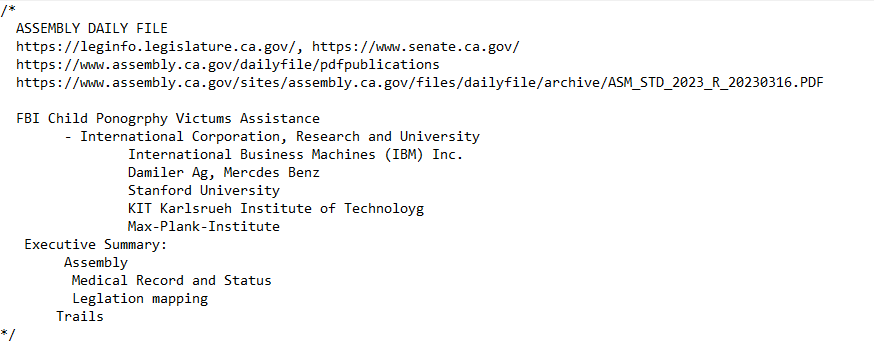 /*
ASSEMBLY DAILY FILE
https://leginfo.legislature.ca.gov/, https://www.senate.ca.gov/
https://www.assembly.ca.gov/dailyfile/pdfpublications
https://www.assembly.ca.gov/sites/assembly.ca.gov/files/dailyfile/archive/ASM_STD_2023_R_20230316.PDF
FBI Child Ponogrphy Victums Assistance
- International Corporation, Research and University
International Business Machines (IBM) Inc.
Damiler Ag, Mercdes Benz
Stanford University
KIT Karlsrueh Institute of Technoloyg
Max-Plank-Institute
Executive Summary:
Assembly
Medical Record and Status
Leglation mapping
Trails
*/